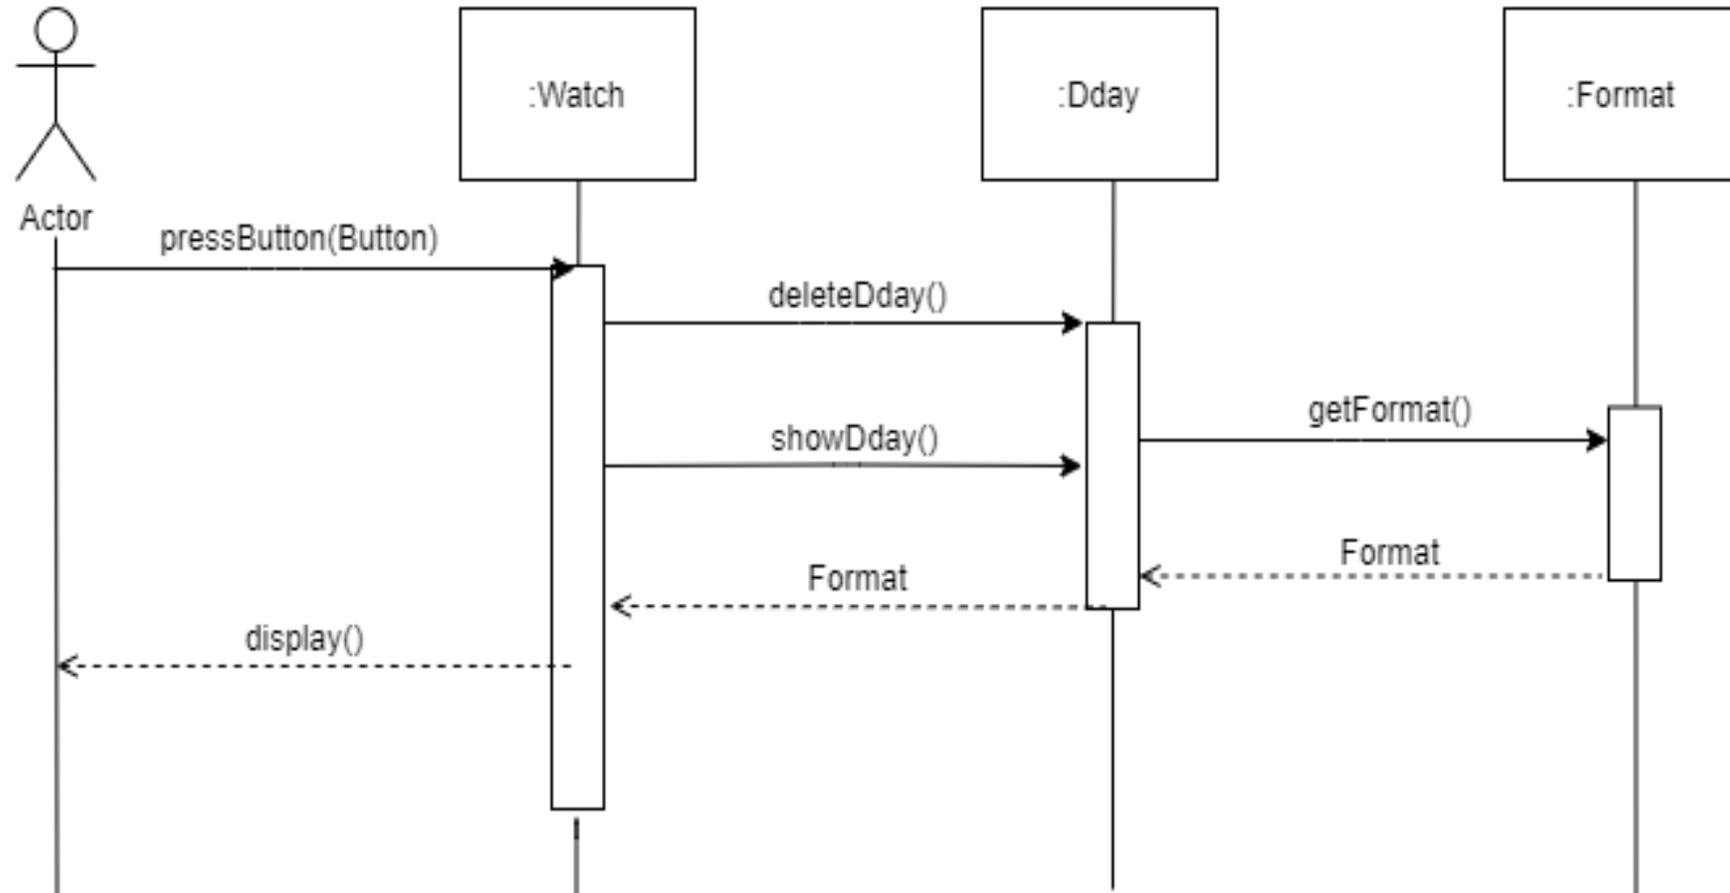 :Watch
:Dday
:Format
Actor
pressButton(Button)
deleteDday()
getFormat()
showDday()
Format
Format
display()